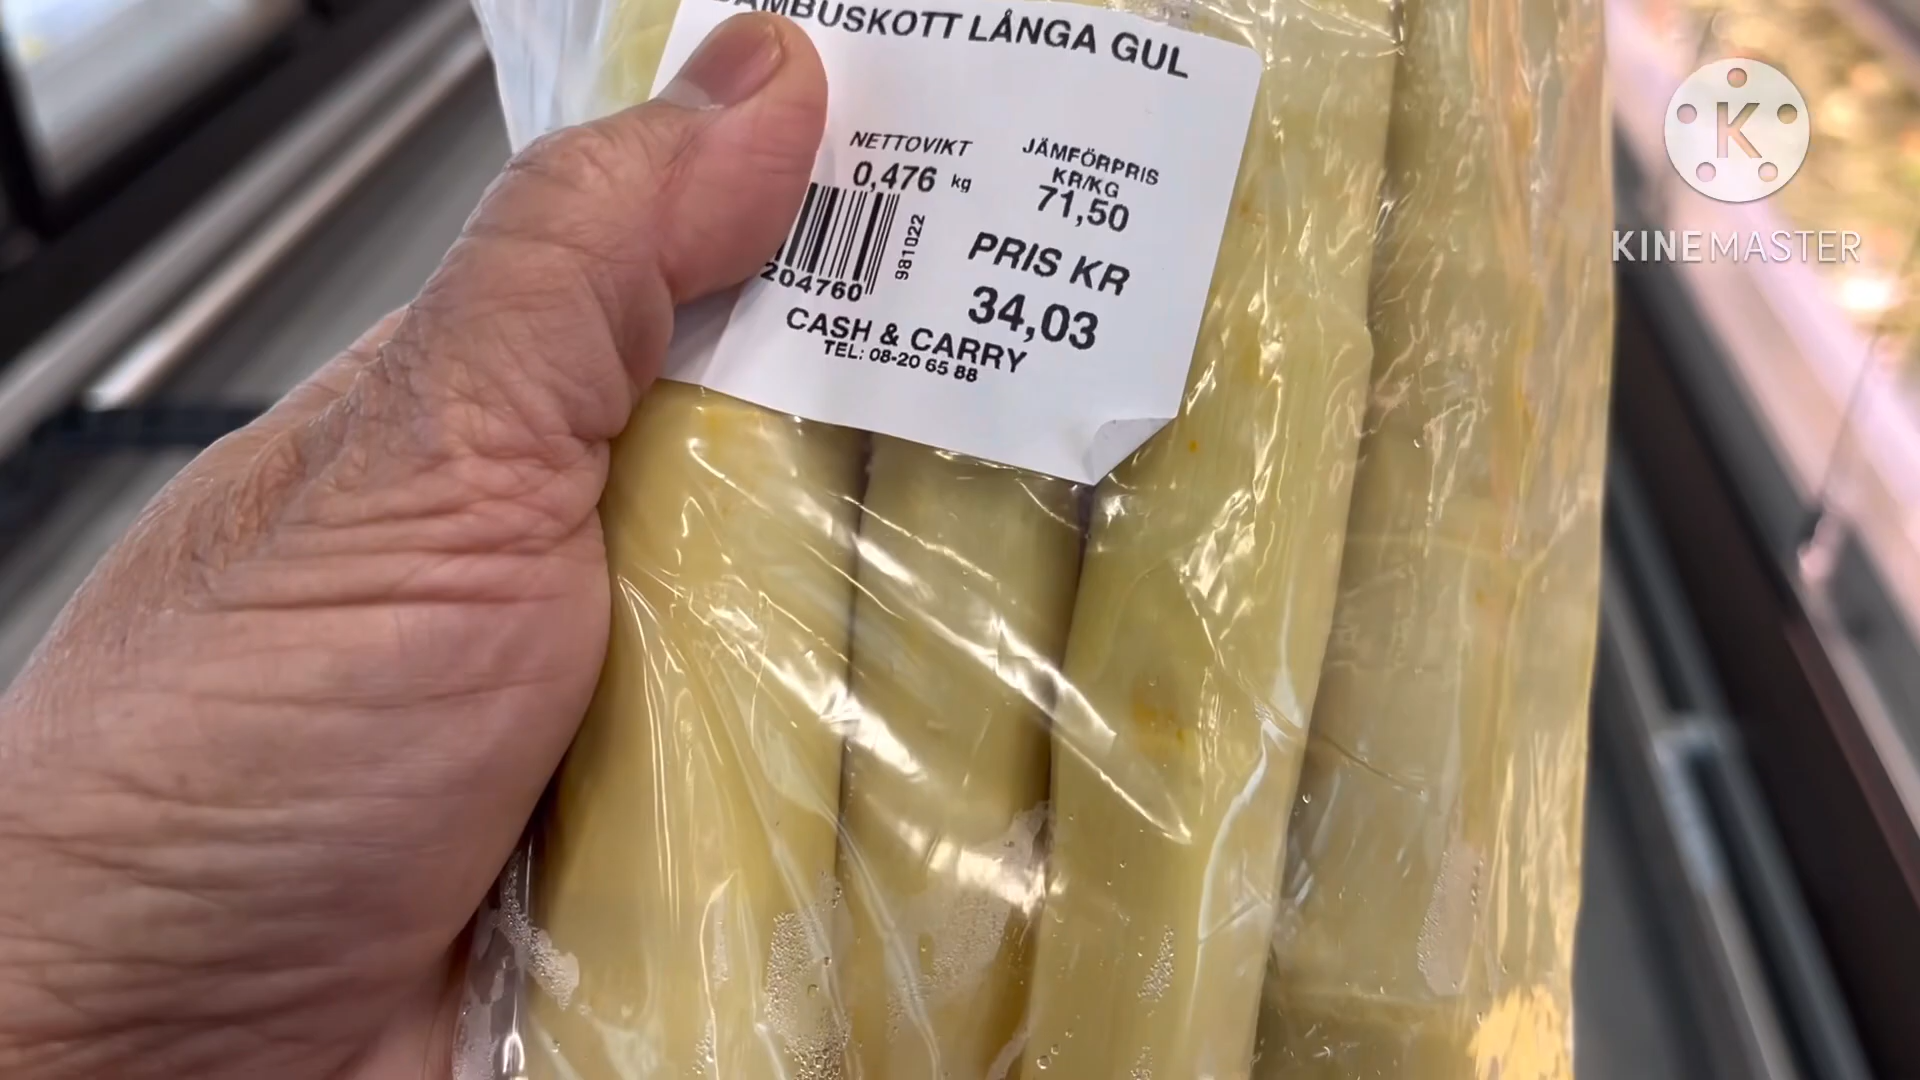 BAMBUSKOTT LÅNGA GUL
NETTOVIKT
0,476 kg
JÄMFÖRPRIS
KR/KG
71,50
PRIS KR
34,03
204760
981022
CASH & CARRY
TEL: 08-20 65 88
K
KINEMASTER